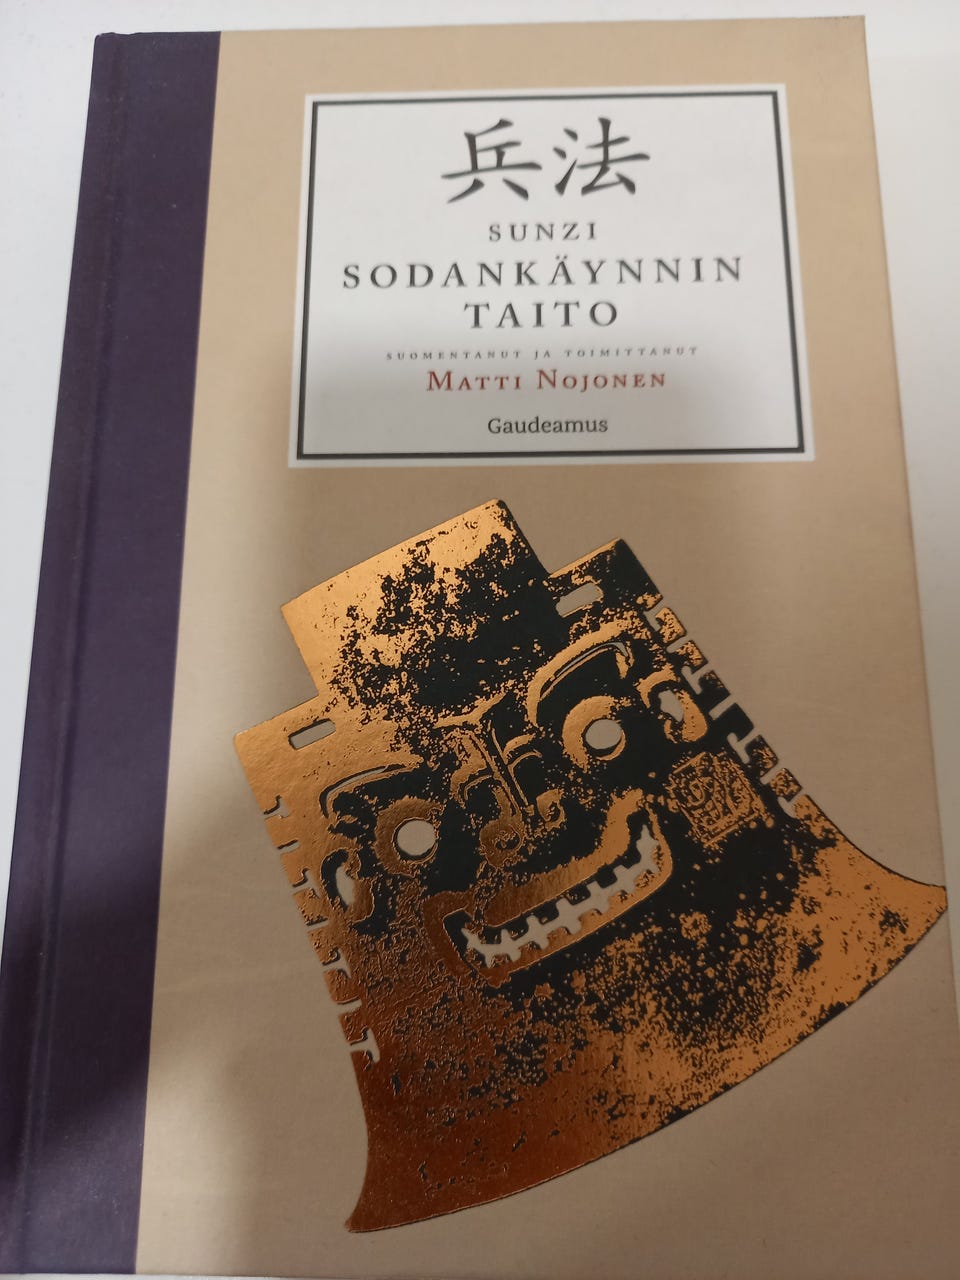 兵法
SUNZI
SODANKÄYNNIN
TAITO
SUOMENTANUT JA TOIMITTANUT
MATTI NOJONEN
Gaudeamus